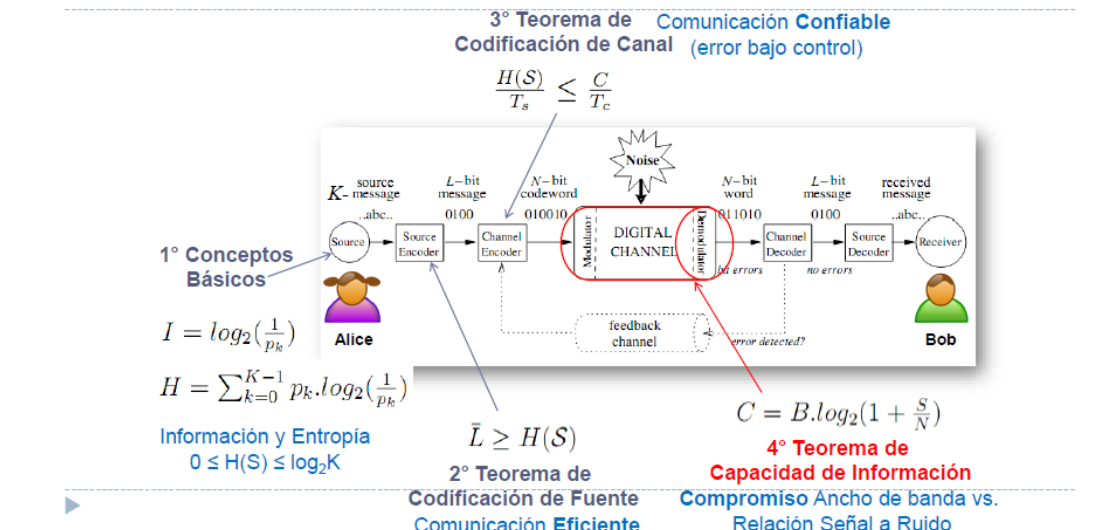 3° Teorema de
Codificación de Canal
Comunicación Confiable
(error bajo control)
H(S)/T_s ≤ C/T_c
Noise
K- source
message
L-bit
message
N-bit
codeword
N-bit
word
L-bit
message
received
message
..abc..
0100
010010
011010
0100
..abc..
Source
Source
Encoder
Channel
Encoder
Modulator
DIGITAL
CHANNEL
Demodulator
Channel
Decoder
Source
Decoder
Receiver
errors
no errors
feedback
channel
error detected?
Alice
Bob
1° Conceptos
Básicos
I = log₂(1/p_k)
H = ∑_{k=0}^{K-1} p_k.log₂(1/p_k)
Información y Entropía
0 ≤ H(S) ≤ log₂K
L̄ ≥ H(S)
2° Teorema de
Codificación de Fuente
Comunicación Eficiente
C = B.log₂(1 + S/N)
4° Teorema de
Capacidad de Información
Compromiso Ancho de banda vs.
Relación Señal a Ruido